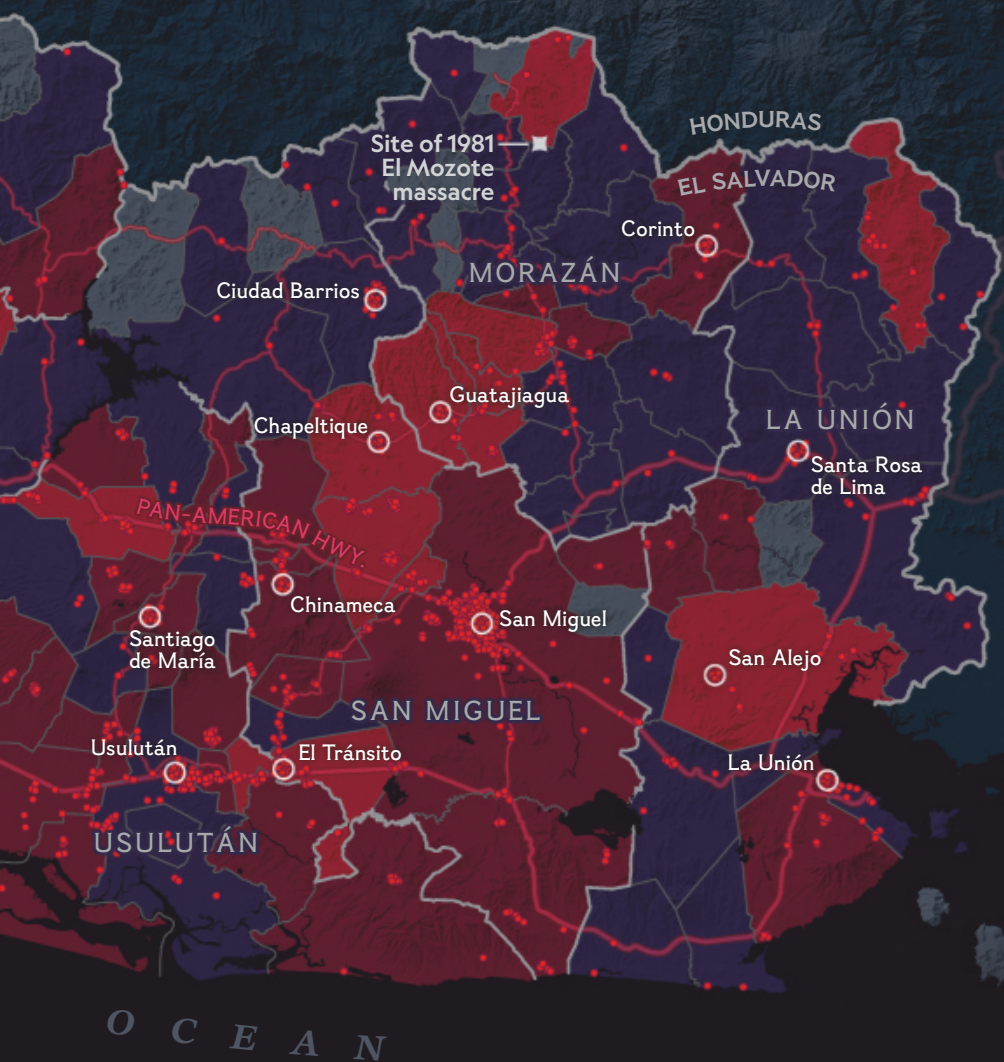 HONDURAS
Site of 1981
El Mozote
massacre
EL SALVADOR
Corinto
MORAZÁN
Ciudad Barrios
Guatajiagua
LA UNIÓN
Chapeltique
Santa Rosa
de Lima
PAN-AMERICAN HWY.
Chinameca
San Miguel
Santiago
de María
San Alejo
SAN MIGUEL
Usulután
El Tránsito
La Unión
USULUTÁN
OCEAN